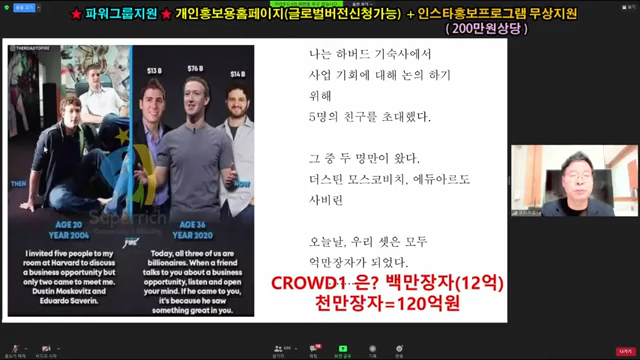 ★ 파워그룹지원 ★ 개인홍보용홈페이지(글로벌버전신청가능) + 인스타홍보프로그램 무상지원
( 200만원상당 )
@THEROADTOFIRE
$13 B
$76 B
$14 B
THEN
NOW
Superrich
FIRE
AGE 20
YEAR 2004
AGE 36
YEAR 2020
I invited five people to my
room at Harvard to discuss
a business opportunity but
only two came to meet me.
Dustin Moskovitz and
Eduardo Saverin.
Today, all three of us are
billionaires. When a friend
talks to you about a business
opportunity, listen and open
your mind. If he came to you,
it's because he saw
something great in you.
나는 하버드 기숙사에서
사업 기회에 대해 논의 하기
위해
5명의 친구를 초대했다.
그 중 두 명만이 왔다.
더스틴 모스코비치, 에듀아르도
사비린
오늘날, 우리 셋은 모두
억만장자가 되었다.
CROWD1 은? 백만장자(12억)
천만장자=120억원
나가기